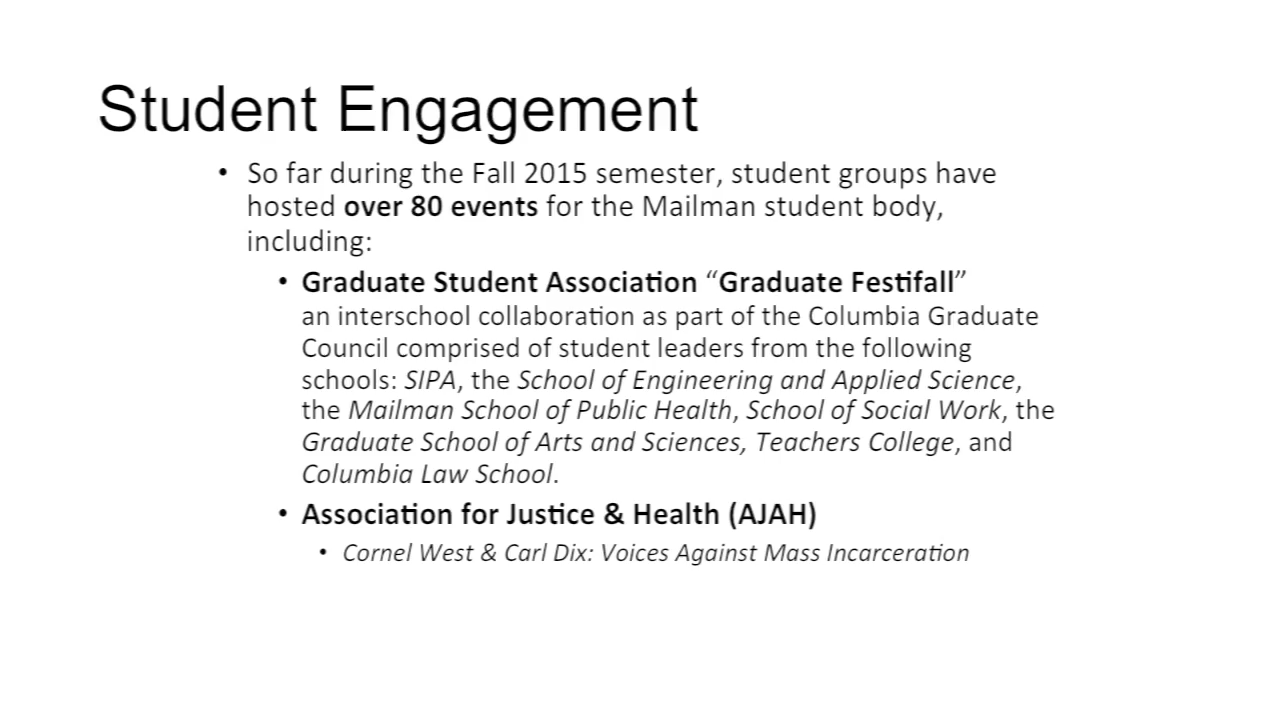 Student Engagement
• So far during the Fall 2015 semester, student groups have
hosted over 80 events for the Mailman student body,
including:
• Graduate Student Association “Graduate Festifall”
an interschool collaboration as part of the Columbia Graduate
Council comprised of student leaders from the following
schools: SIPA, the School of Engineering and Applied Science,
the Mailman School of Public Health, School of Social Work, the
Graduate School of Arts and Sciences, Teachers College, and
Columbia Law School.
• Association for Justice & Health (AJAH)
• Cornel West & Carl Dix: Voices Against Mass Incarceration